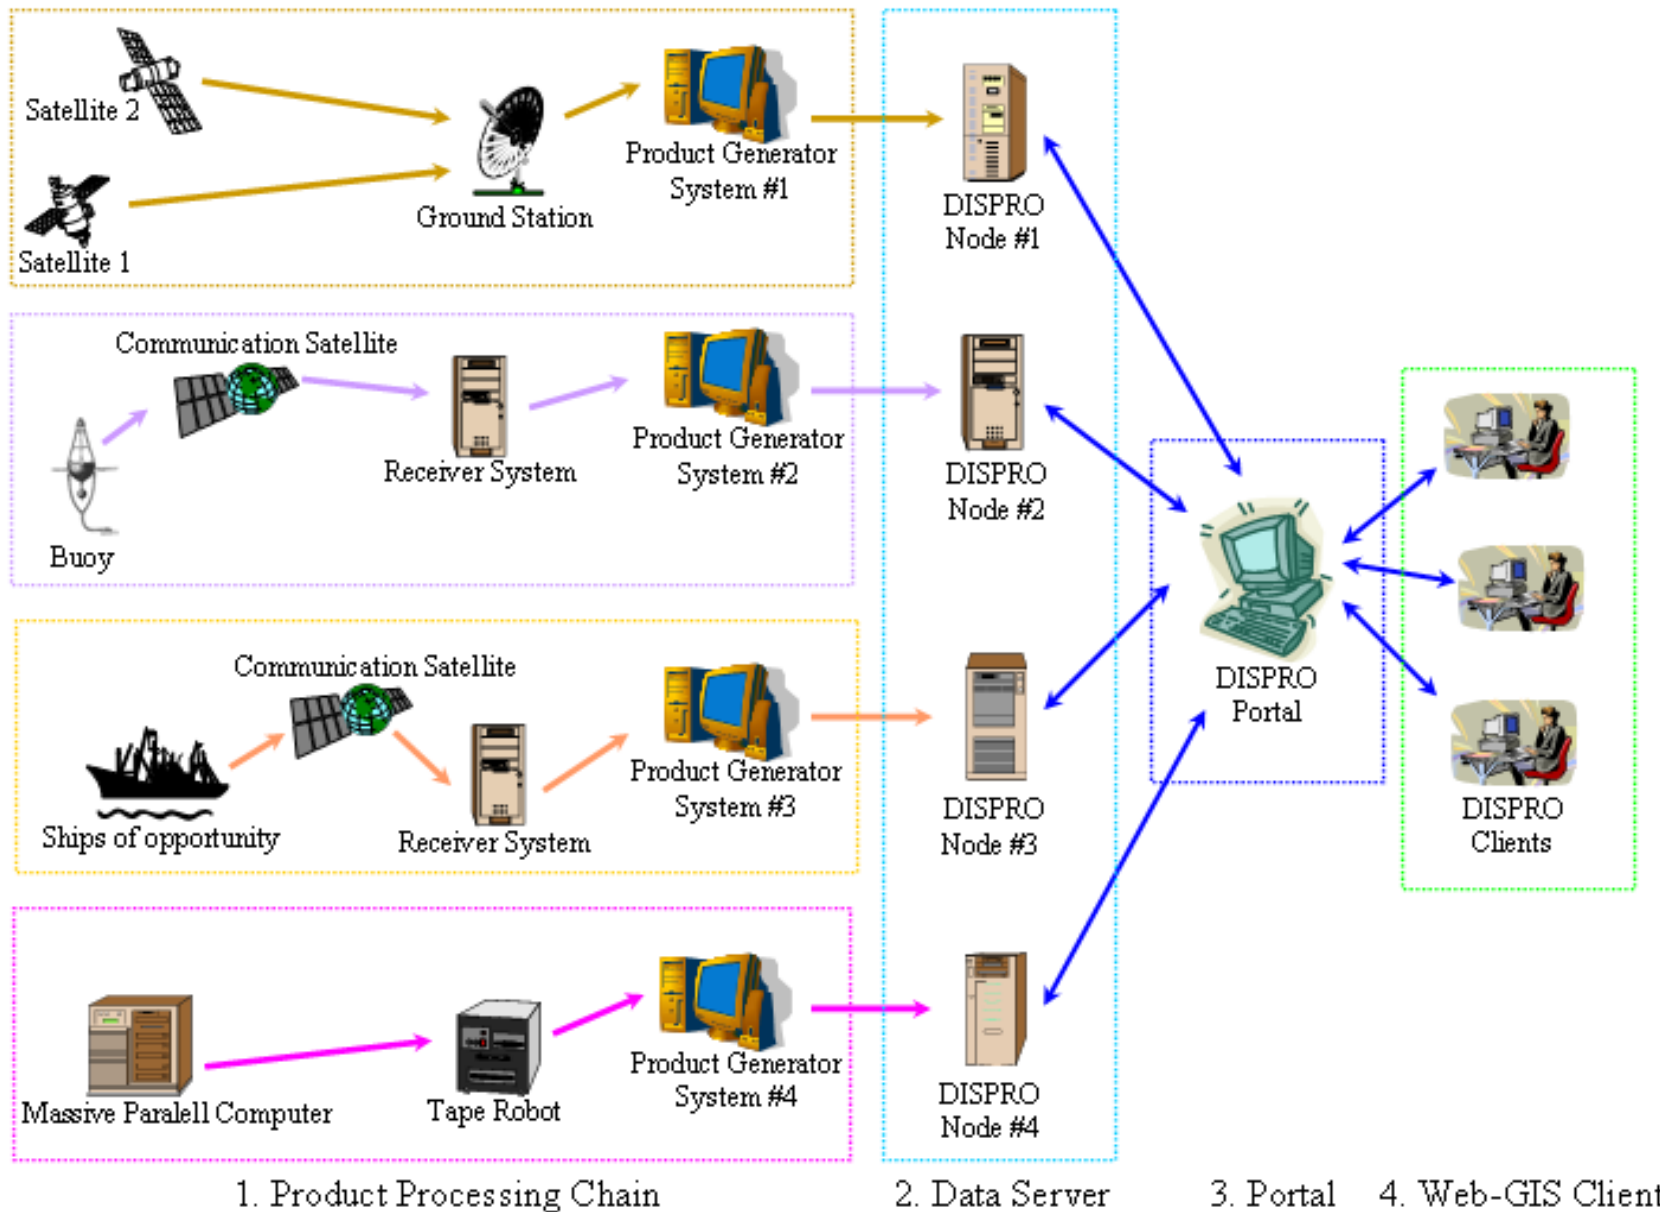 Satellite 2
Satellite 1
Ground Station
Product Generator
System #1
DISPRO
Node #1
Communication Satellite
Buoy
Receiver System
Product Generator
System #2
DISPRO
Node #2
Communication Satellite
Ships of opportunity
Receiver System
Product Generator
System #3
DISPRO
Node #3
Massive Paralell Computer
Tape Robot
Product Generator
System #4
DISPRO
Node #4
DISPRO
Portal
DISPRO
Clients
1. Product Processing Chain
2. Data Server
3. Portal
4. Web-GIS Client